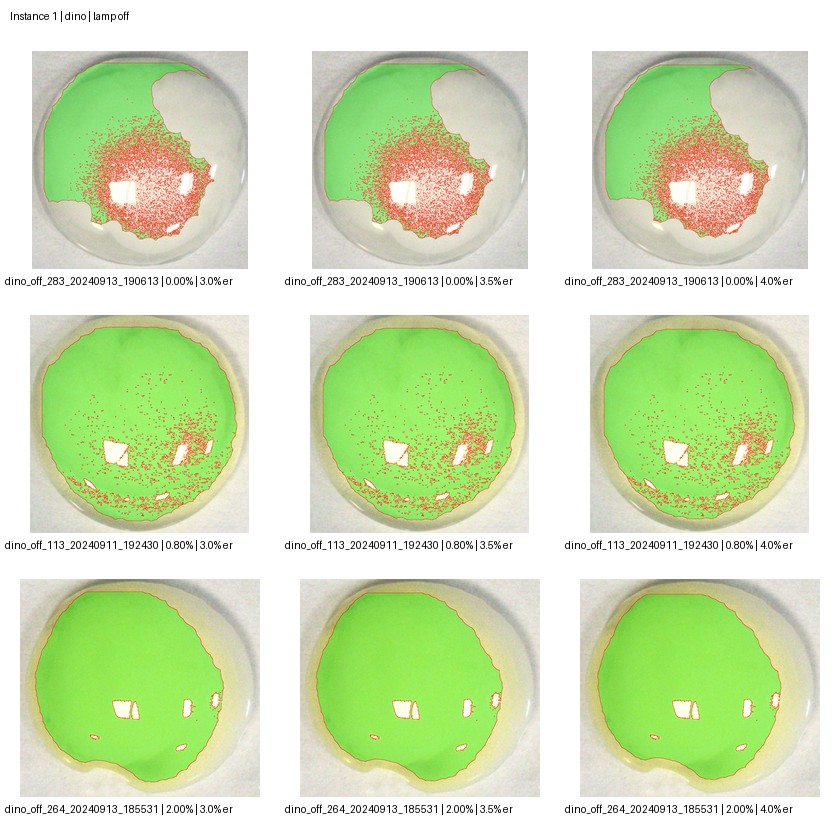 Instance 1 | dino | lamp off
dino_off_283_20240913_190613 | 0.00% | 3.0%er
dino_off_283_20240913_190613 | 0.00% | 3.5%er
dino_off_283_20240913_190613 | 0.00% | 4.0%er
dino_off_113_20240911_192430 | 0.80% | 3.0%er
dino_off_113_20240911_192430 | 0.80% | 3.5%er
dino_off_113_20240911_192430 | 0.80% | 4.0%er
dino_off_264_20240913_185531 | 2.00% | 3.0%er
dino_off_264_20240913_185531 | 2.00% | 3.5%er
dino_off_264_20240913_185531 | 2.00% | 4.0%er